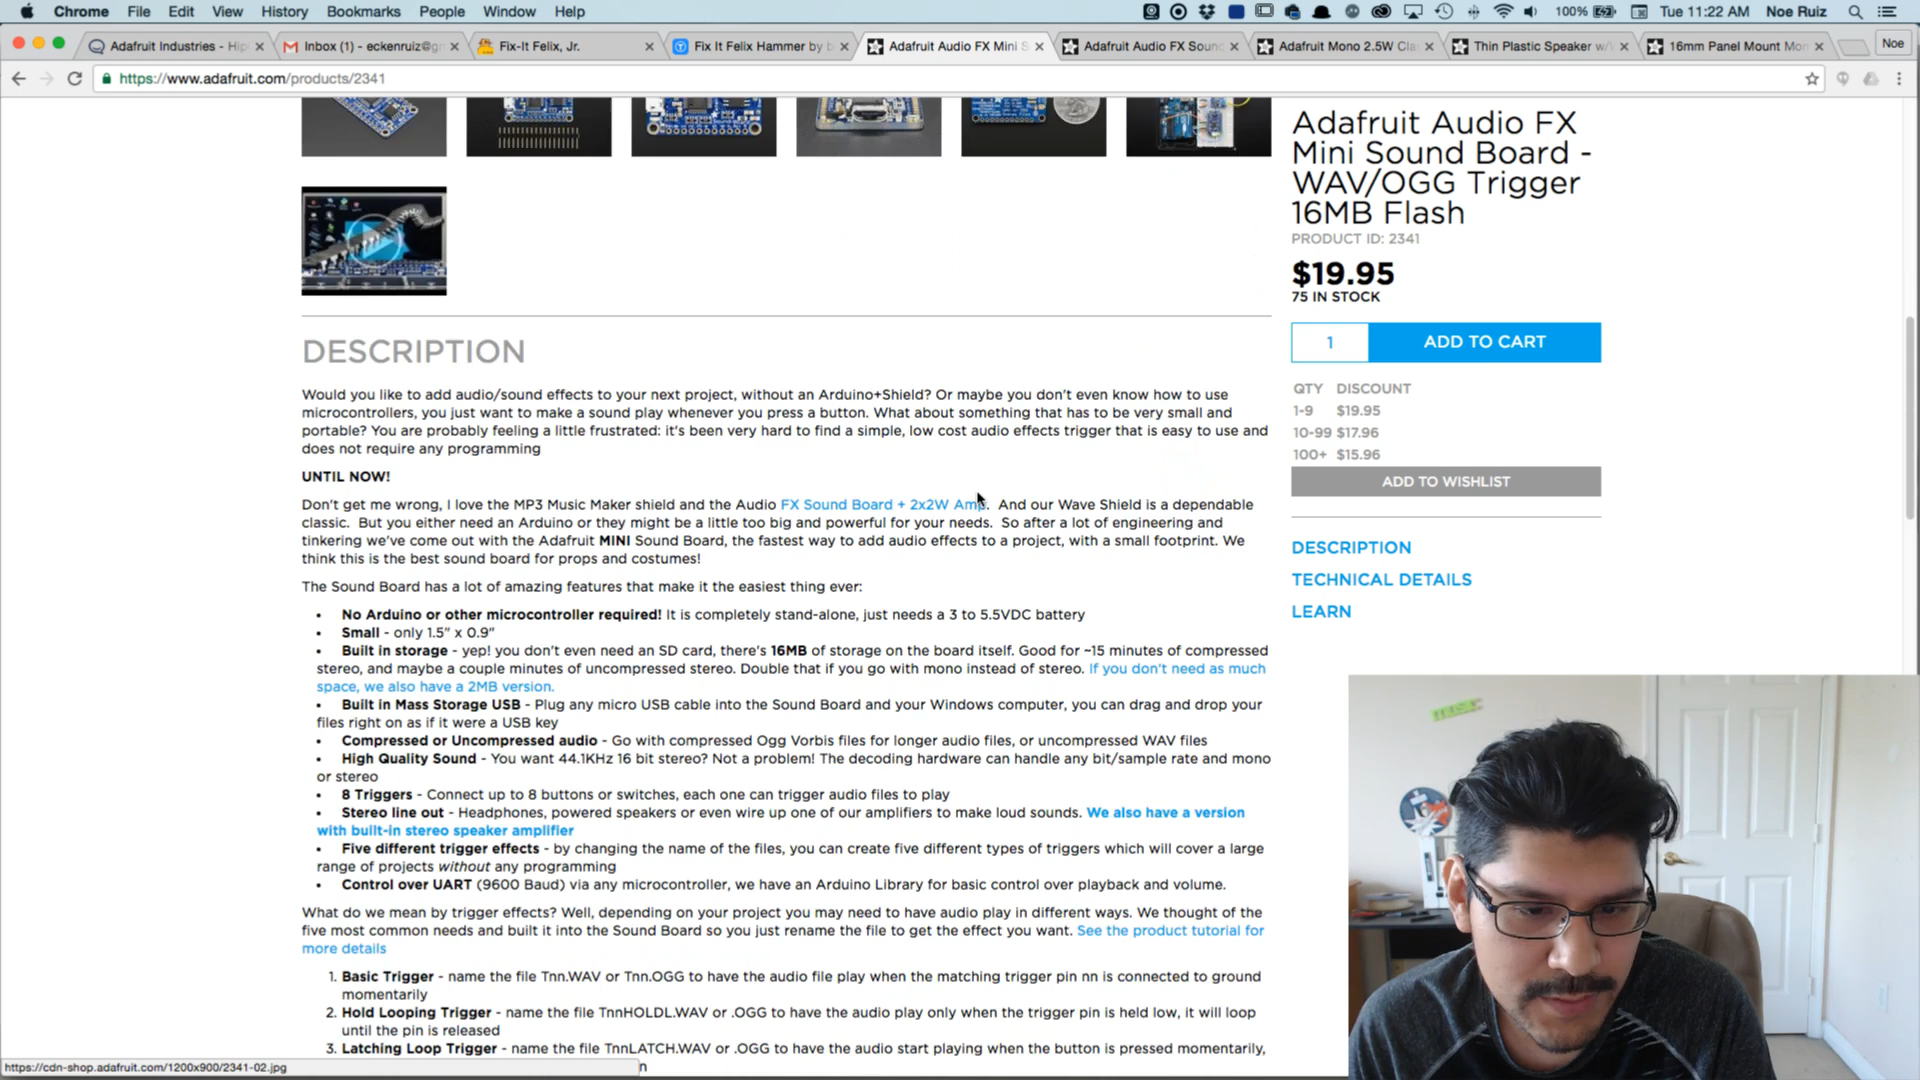 Chrome File Edit View History Bookmarks People Window Help 100% Tue 11:22 AM Noe Ruiz
Adafruit Industries - Hip Inbox (1) - eckenruiz@g Fix-It Felix, Jr. Fix It Felix Hammer by b Adafruit Audio FX Mini S Adafruit Audio FX Soun Adafruit Mono 2.5W Cla Thin Plastic Speaker w/ 16mm Panel Mount Mo Noe
https://www.adafruit.com/products/2341
Adafruit Audio FX
Mini Sound Board -
WAV/OGG Trigger
16MB Flash
PRODUCT ID: 2341
$19.95
75 IN STOCK
1 ADD TO CART
QTY DISCOUNT
1-9 $19.95
10-99 $17.96
100+ $15.96
ADD TO WISHLIST
DESCRIPTION
TECHNICAL DETAILS
LEARN
DESCRIPTION
Would you like to add audio/sound effects to your next project, without an Arduino+Shield? Or maybe you don't even know how to use
microcontrollers, you just want to make a sound play whenever you press a button. What about something that has to be very small and
portable? You are probably feeling a little frustrated: it's been very hard to find a simple, low cost audio effects trigger that is easy to use and
does not require any programming
UNTIL NOW!
Don't get me wrong, I love the MP3 Music Maker shield and the Audio FX Sound Board + 2x2W Amp. And our Wave Shield is a dependable
classic. But you either need an Arduino or they might be a little too big and powerful for your needs. So after a lot of engineering and
tinkering we've come out with the Adafruit MINI Sound Board, the fastest way to add audio effects to a project, with a small footprint. We
think this is the best sound board for props and costumes!
The Sound Board has a lot of amazing features that make it the easiest thing ever:
• No Arduino or other microcontroller required! It is completely stand-alone, just needs a 3 to 5.5VDC battery
• Small - only 1.5" x 0.9"
• Built in storage - yep! you don't even need an SD card, there's 16MB of storage on the board itself. Good for ~15 minutes of compressed
stereo, and maybe a couple minutes of uncompressed stereo. Double that if you go with mono instead of stereo. If you don't need as much
space, we also have a 2MB version.
• Built in Mass Storage USB - Plug any micro USB cable into the Sound Board and your Windows computer, you can drag and drop your
files right on as if it were a USB key
• Compressed or Uncompressed audio - Go with compressed Ogg Vorbis files for longer audio files, or uncompressed WAV files
• High Quality Sound - You want 44.1KHz 16 bit stereo? Not a problem! The decoding hardware can handle any bit/sample rate and mono
or stereo
• 8 Triggers - Connect up to 8 buttons or switches, each one can trigger audio files to play
• Stereo line out - Headphones, powered speakers or even wire up one of our amplifiers to make loud sounds. We also have a version
with built-in stereo speaker amplifier
• Five different trigger effects - by changing the name of the files, you can create five different types of triggers which will cover a large
range of projects without any programming
• Control over UART (9600 Baud) via any microcontroller, we have an Arduino Library for basic control over playback and volume.
What do we mean by trigger effects? Well, depending on your project you may need to have audio play in different ways. We thought of the
five most common needs and built it into the Sound Board so you just rename the file to get the effect you want. See the product tutorial for
more details
1. Basic Trigger - name the file Tnn.WAV or Tnn.OGG to have the audio file play when the matching trigger pin nn is connected to ground
momentarily
2. Hold Looping Trigger - name the file TnnHOLDL.WAV or .OGG to have the audio play only when the trigger pin is held low, it will loop
until the pin is released
3. Latching Loop Trigger - name the file TnnLATCH.WAV or .OGG to have the audio start playing when the button is pressed momentarily,
https://cdn-shop.adafruit.com/1200x900/2341-02.jpg